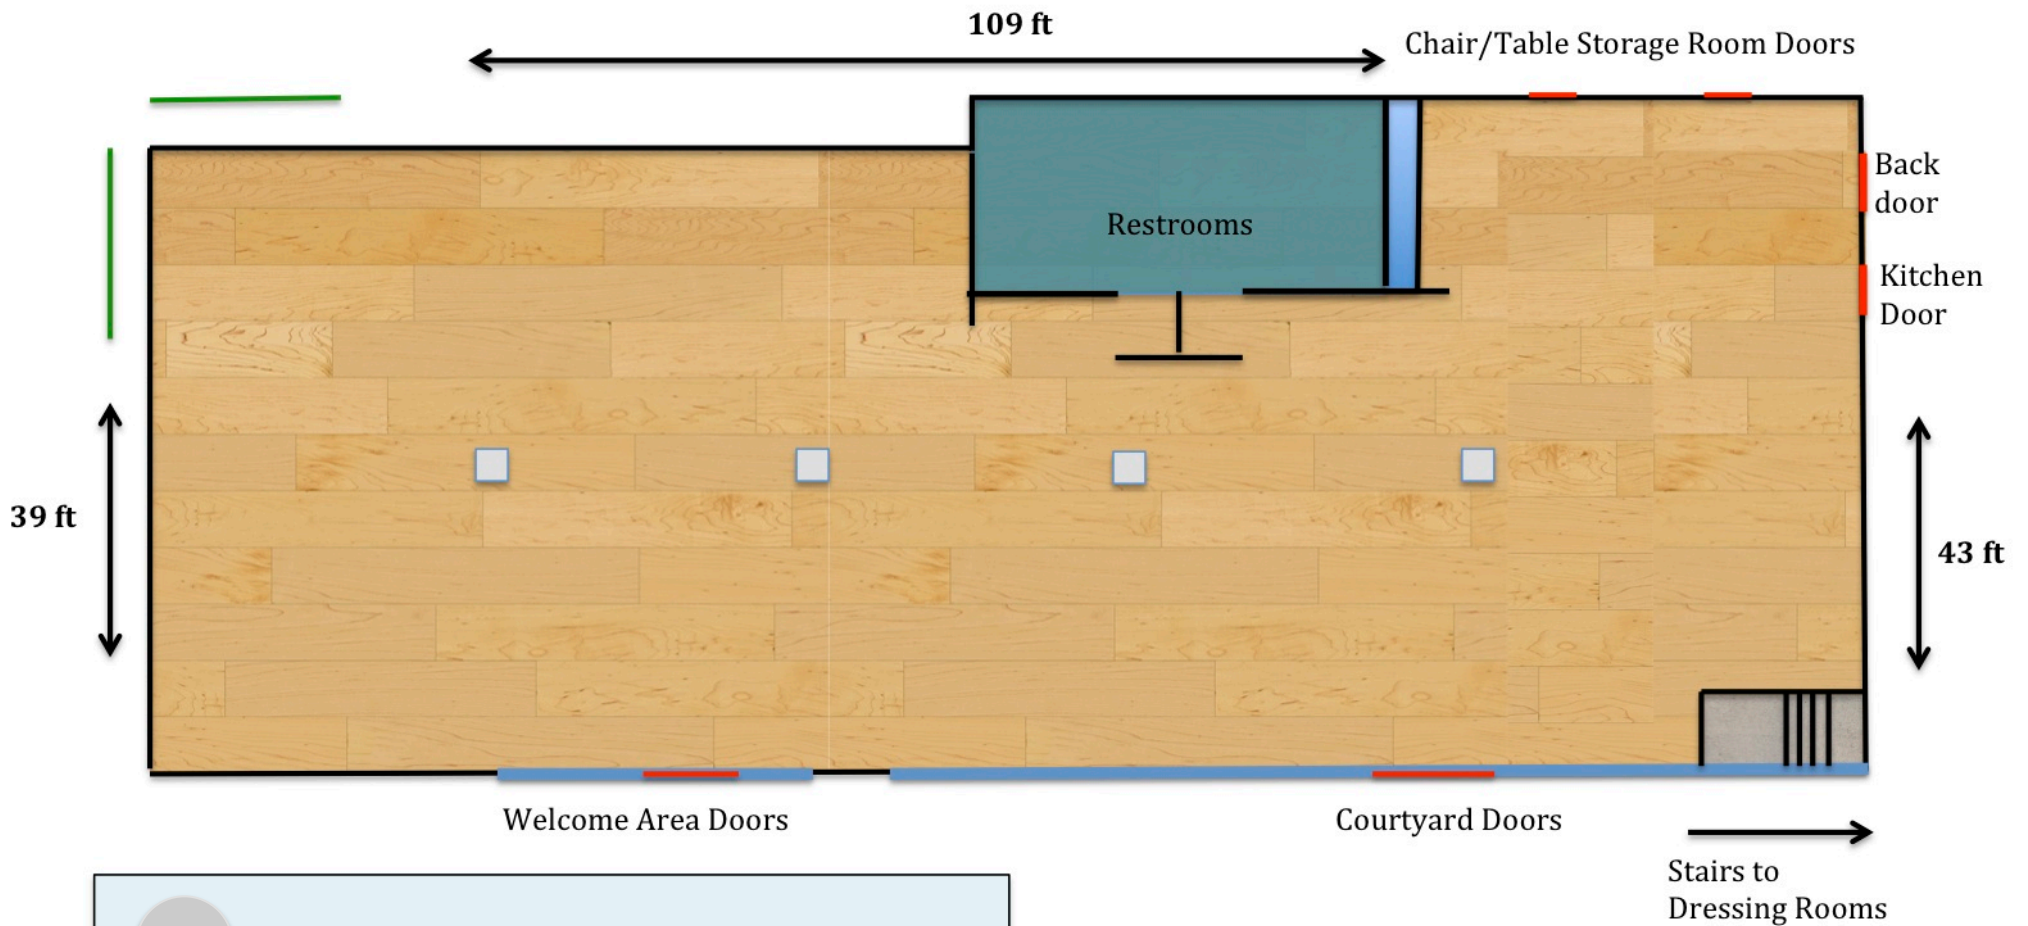 109 ft
Chair/Table Storage Room Doors
Back
door
Restrooms
Kitchen
Door
39 ft
43 ft
Welcome Area Doors
Courtyard Doors
Stairs to
Dressing Rooms